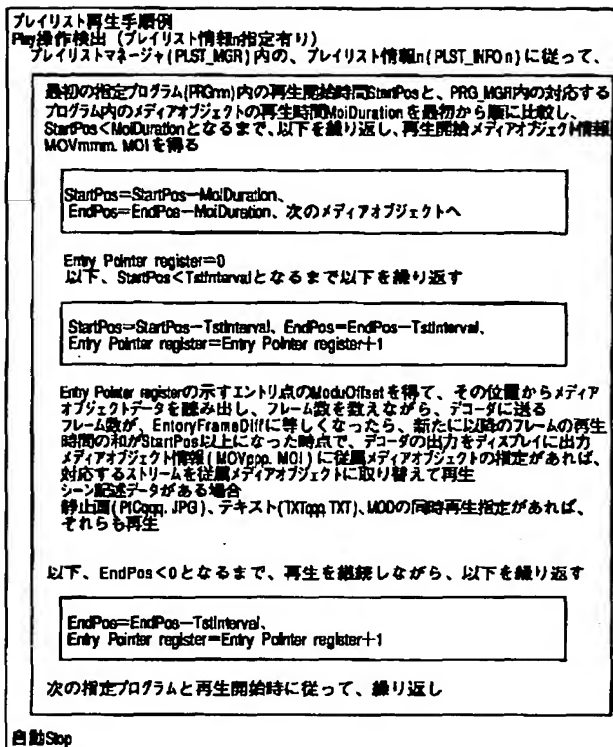 プレイリスト再生手順例
Play操作検出（プレイリスト情報n指定有り）
プレイリストマネージャ(PLST_MGR)内の、プレイリスト情報n(PLST_INFO n)に従って、
最初の指定プログラム(PRGnn)内の再生開始時間StartPosと、PRG_MGR内の対応する
プログラム内のメディアオブジェクトの再生時間MoiDurationを最初から順に比較し、
StartPos<MoiDurationとなるまで、以下を繰り返し、再生開始メディアオブジェクト情報
MOVmmm.MOIを得る
StartPos=StartPos－MoiDuration、
EndPos=EndPos－MoiDuration、次のメディアオブジェクトへ
Entry Pointer register=0
以下、StartPos<TstIntervalとなるまで以下を繰り返す
StartPos=StartPos－TstInterval、EndPos=EndPos－TstInterval、
Entry Pointer register=Entry Pointer register+1
Entry Pointer registerの示すエントリ点のModuOffsetを得て、その位置からメディア
オブジェクトデータを読み出し、フレーム数を数えながら、デコーダに送る
フレーム数が、EntoryFrameDiffに等しくなったら、新たに以降のフレームの再生
時間の和がStartPos以上になった時点で、デコーダの出力をディスプレイに出力
メディアオブジェクト情報(MOVppp.MOI)に従属メディアオブジェクトの指定があれば、
対応するストリームを従属メディアオブジェクトに取り替えて再生
シーン記述データがある場合
静止画(PICqqq.JPG)、テキスト(TXTqqq.TXT)、MODの同時再生指定があれば、
それらも再生
以下、EndPos<0となるまで、再生を継続しながら、以下を繰り返す
EndPos=EndPos－TstInterval、
Entry Pointer register=Entry Pointer register+1
次の指定プログラムと再生開始時に従って、繰り返し
自動Stop